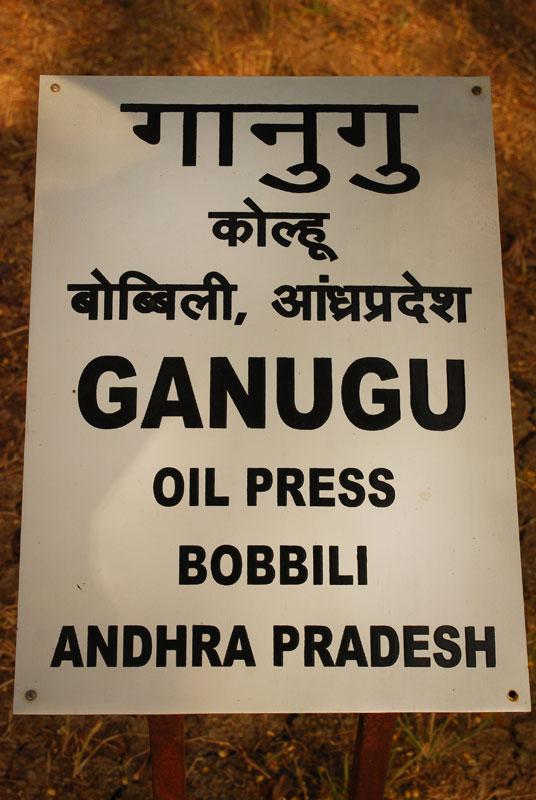 गानुगु
कोल्हू
बोब्बिली, आंध्रप्रदेश
GANUGU
OIL PRESS
BOBBILI
ANDHRA PRADESH